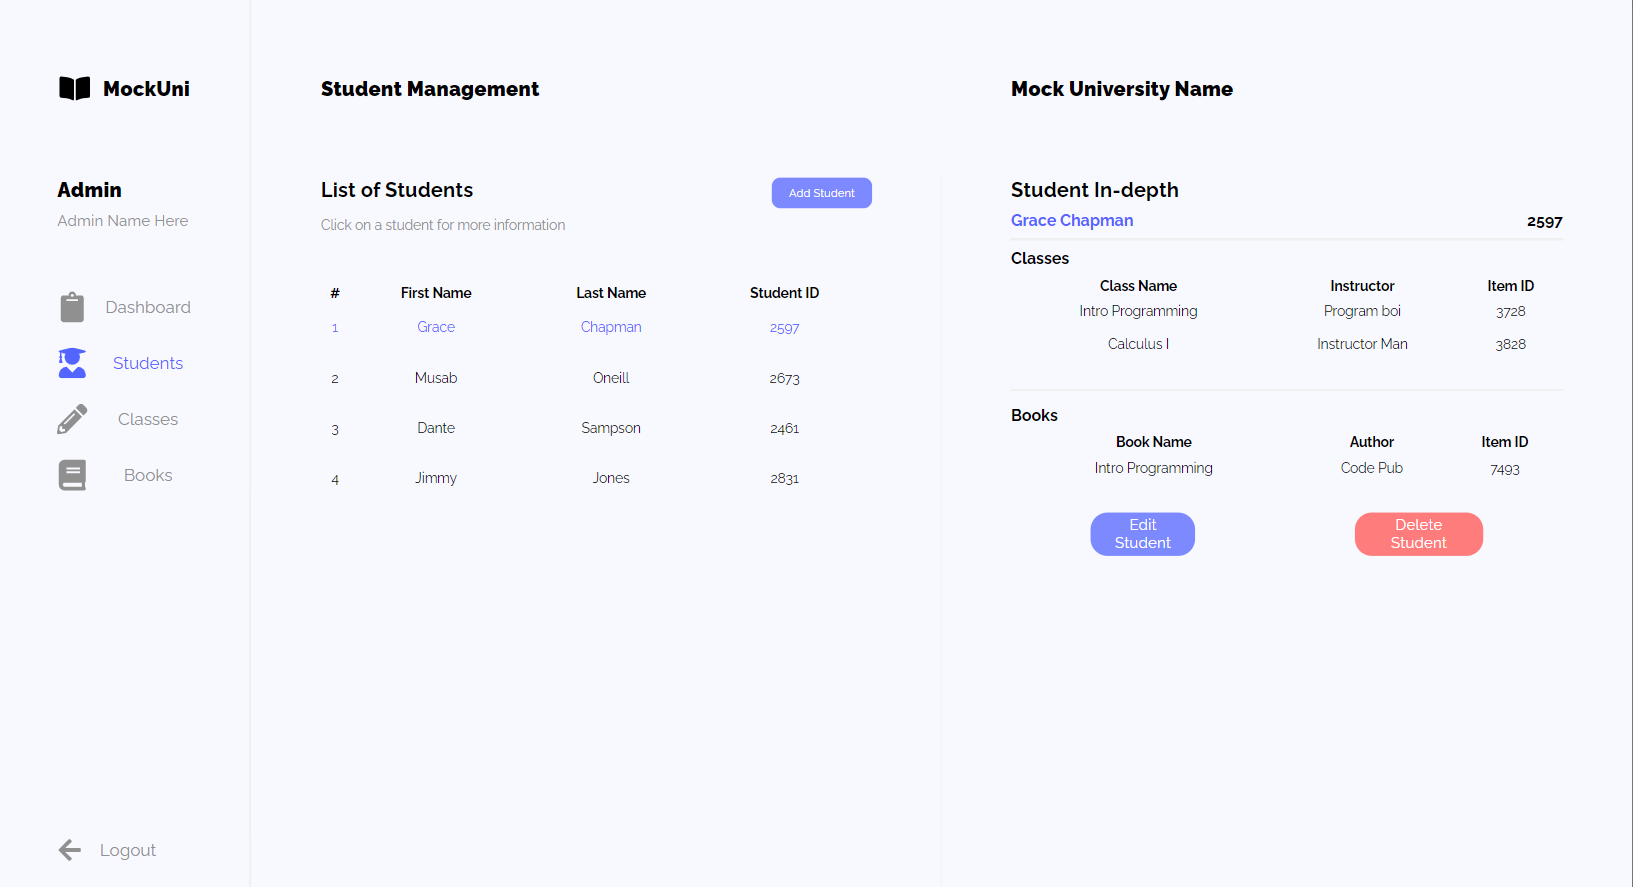 MockUni
Student Management
Mock University Name
Admin
Admin Name Here
Dashboard
Students
Classes
Books
Logout
List of Students
Add Student
Click on a student for more information
# First Name Last Name Student ID
1 Grace Chapman 2597
2 Musab Oneill 2673
3 Dante Sampson 2461
4 Jimmy Jones 2831
Student In-depth
Grace Chapman 2597
Classes
Class Name Instructor Item ID
Intro Programming Program boi 3728
Calculus I Instructor Man 3828
Books
Book Name Author Item ID
Intro Programming Code Pub 7493
Edit
Student
Delete
Student